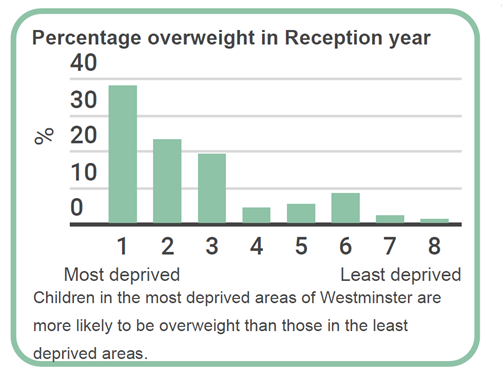 Percentage overweight in Reception year
40
30
20
10
0
%
1 2 3 4 5 6 7 8
Most deprived Least deprived
Children in the most deprived areas of Westminster are
more likely to be overweight than those in the least
deprived areas.